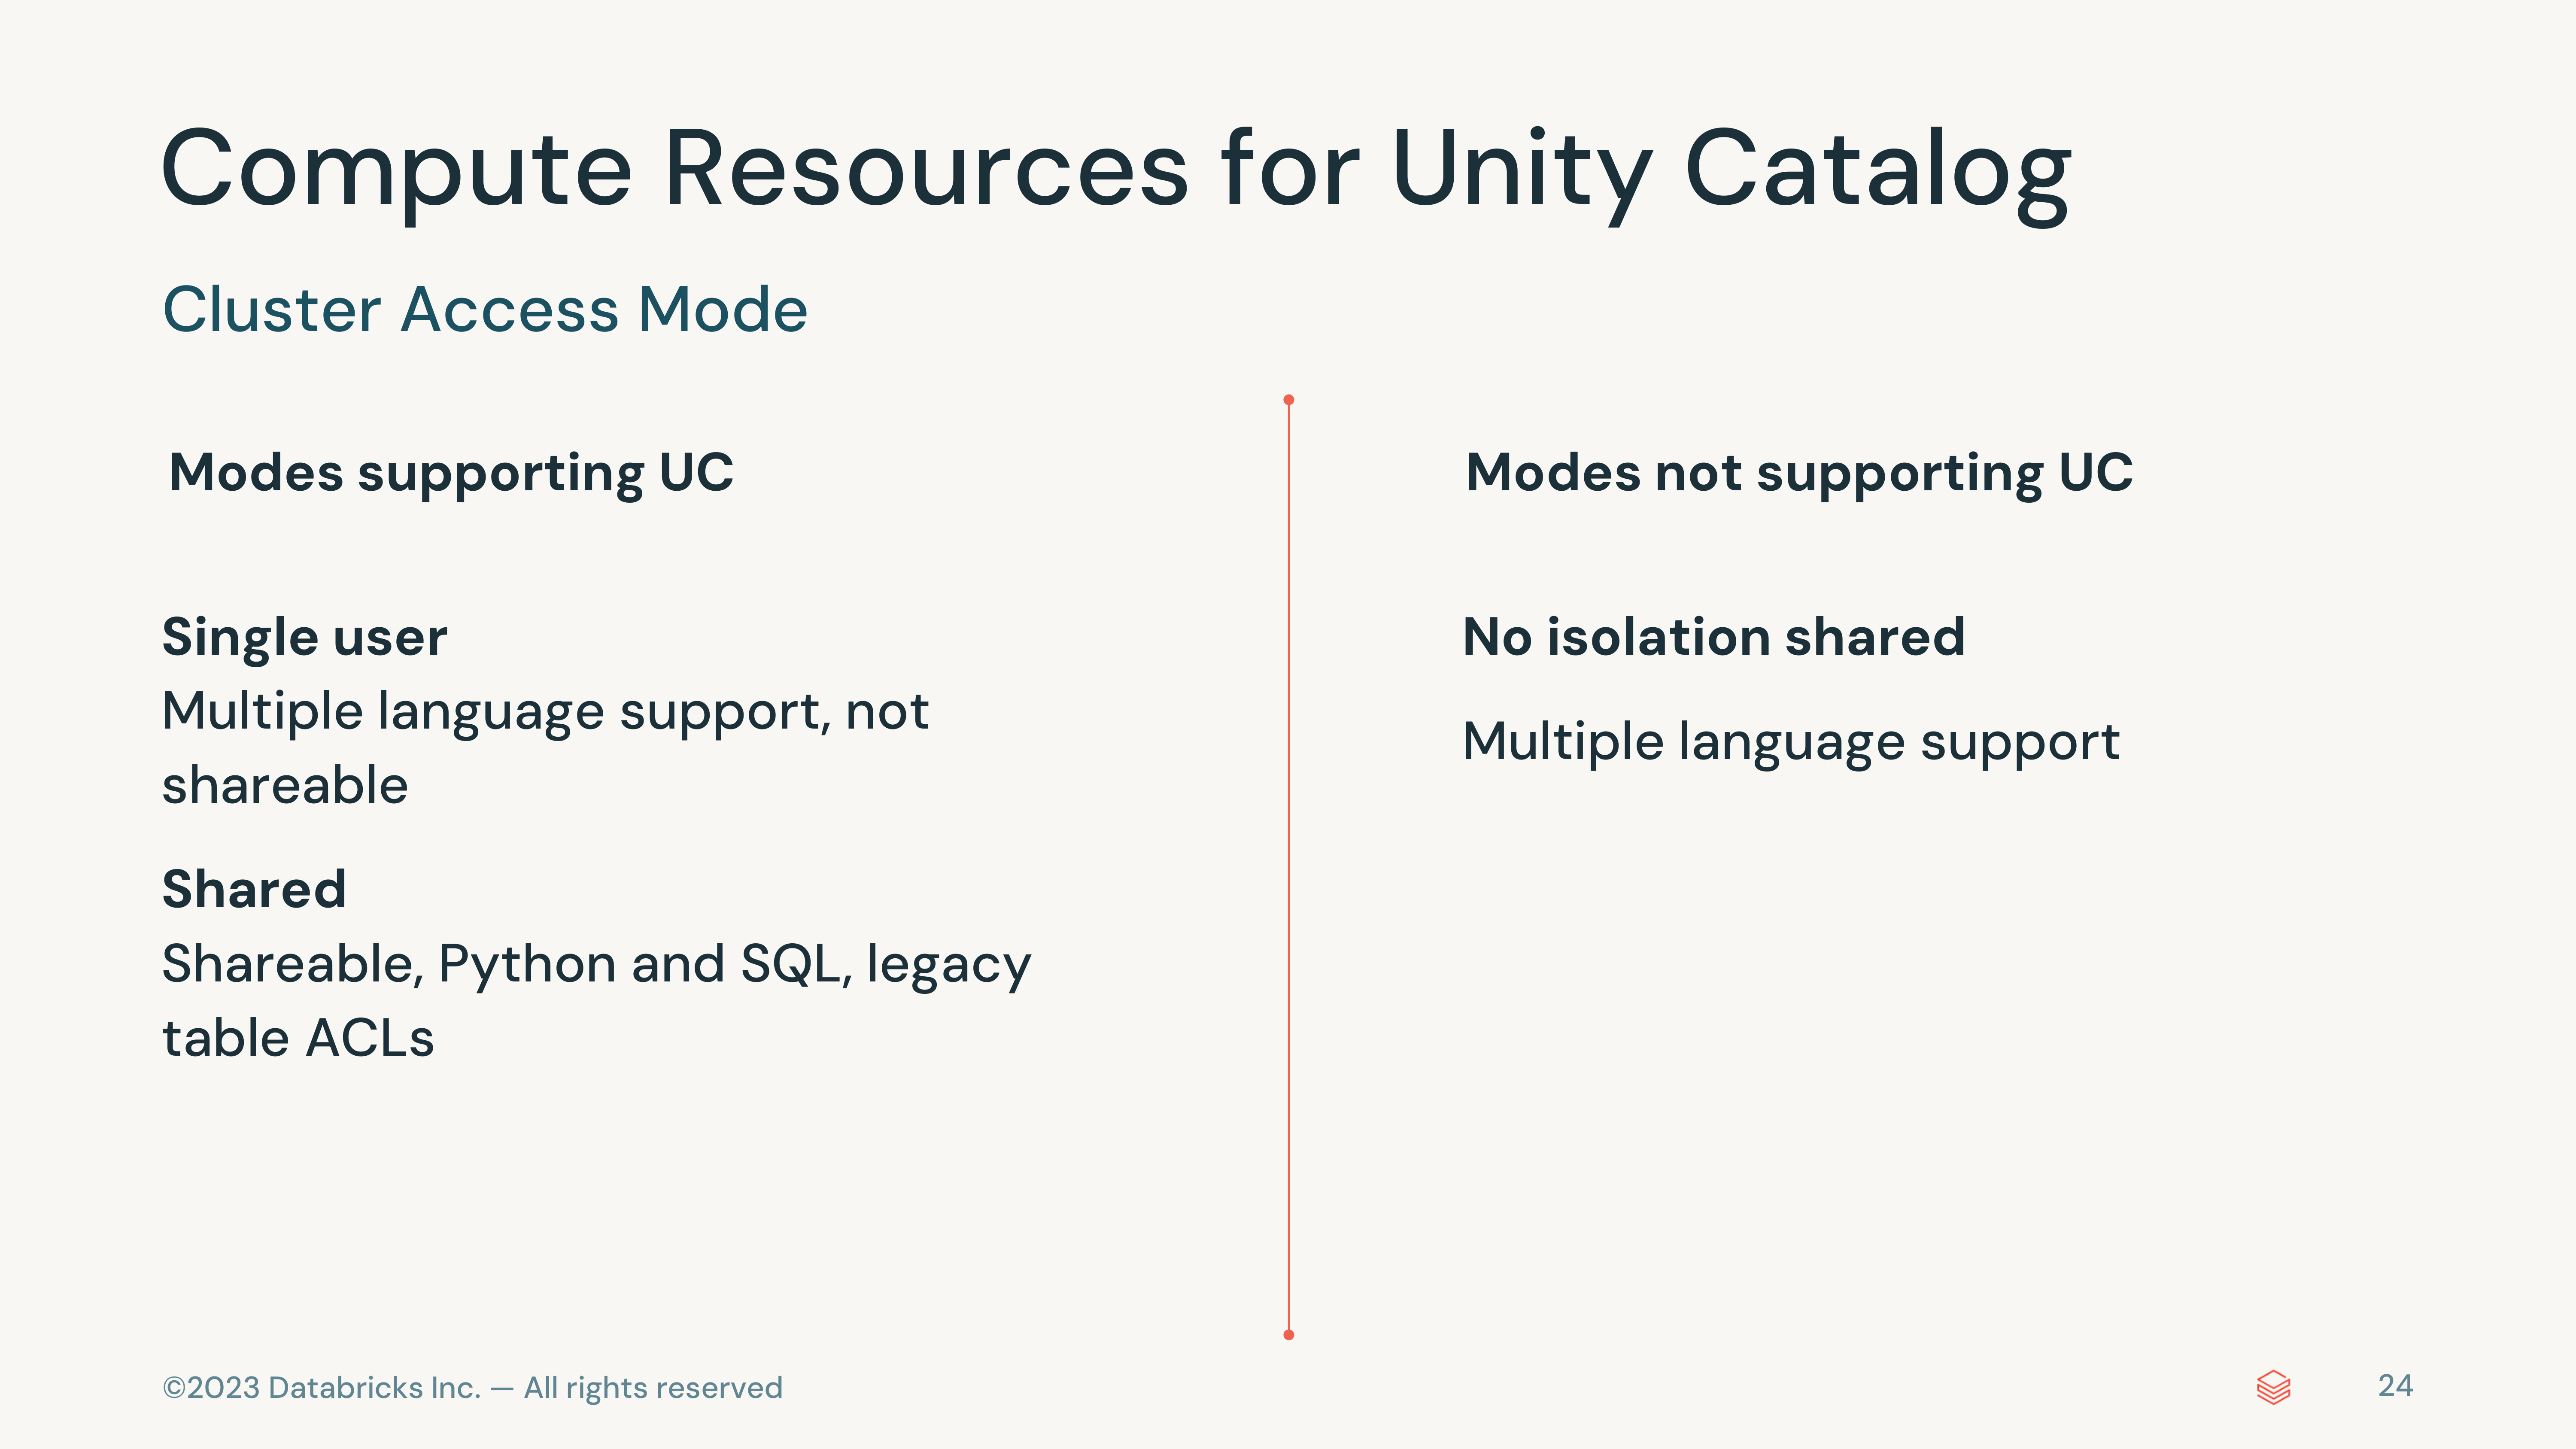 Compute Resources for Unity Catalog
Cluster Access Mode
Modes supporting UC
Single user
Multiple language support, not
shareable
Shared
Shareable, Python and SQL, legacy
table ACLs
Modes not supporting UC
No isolation shared
Multiple language support
©2023 Databricks Inc. — All rights reserved
24